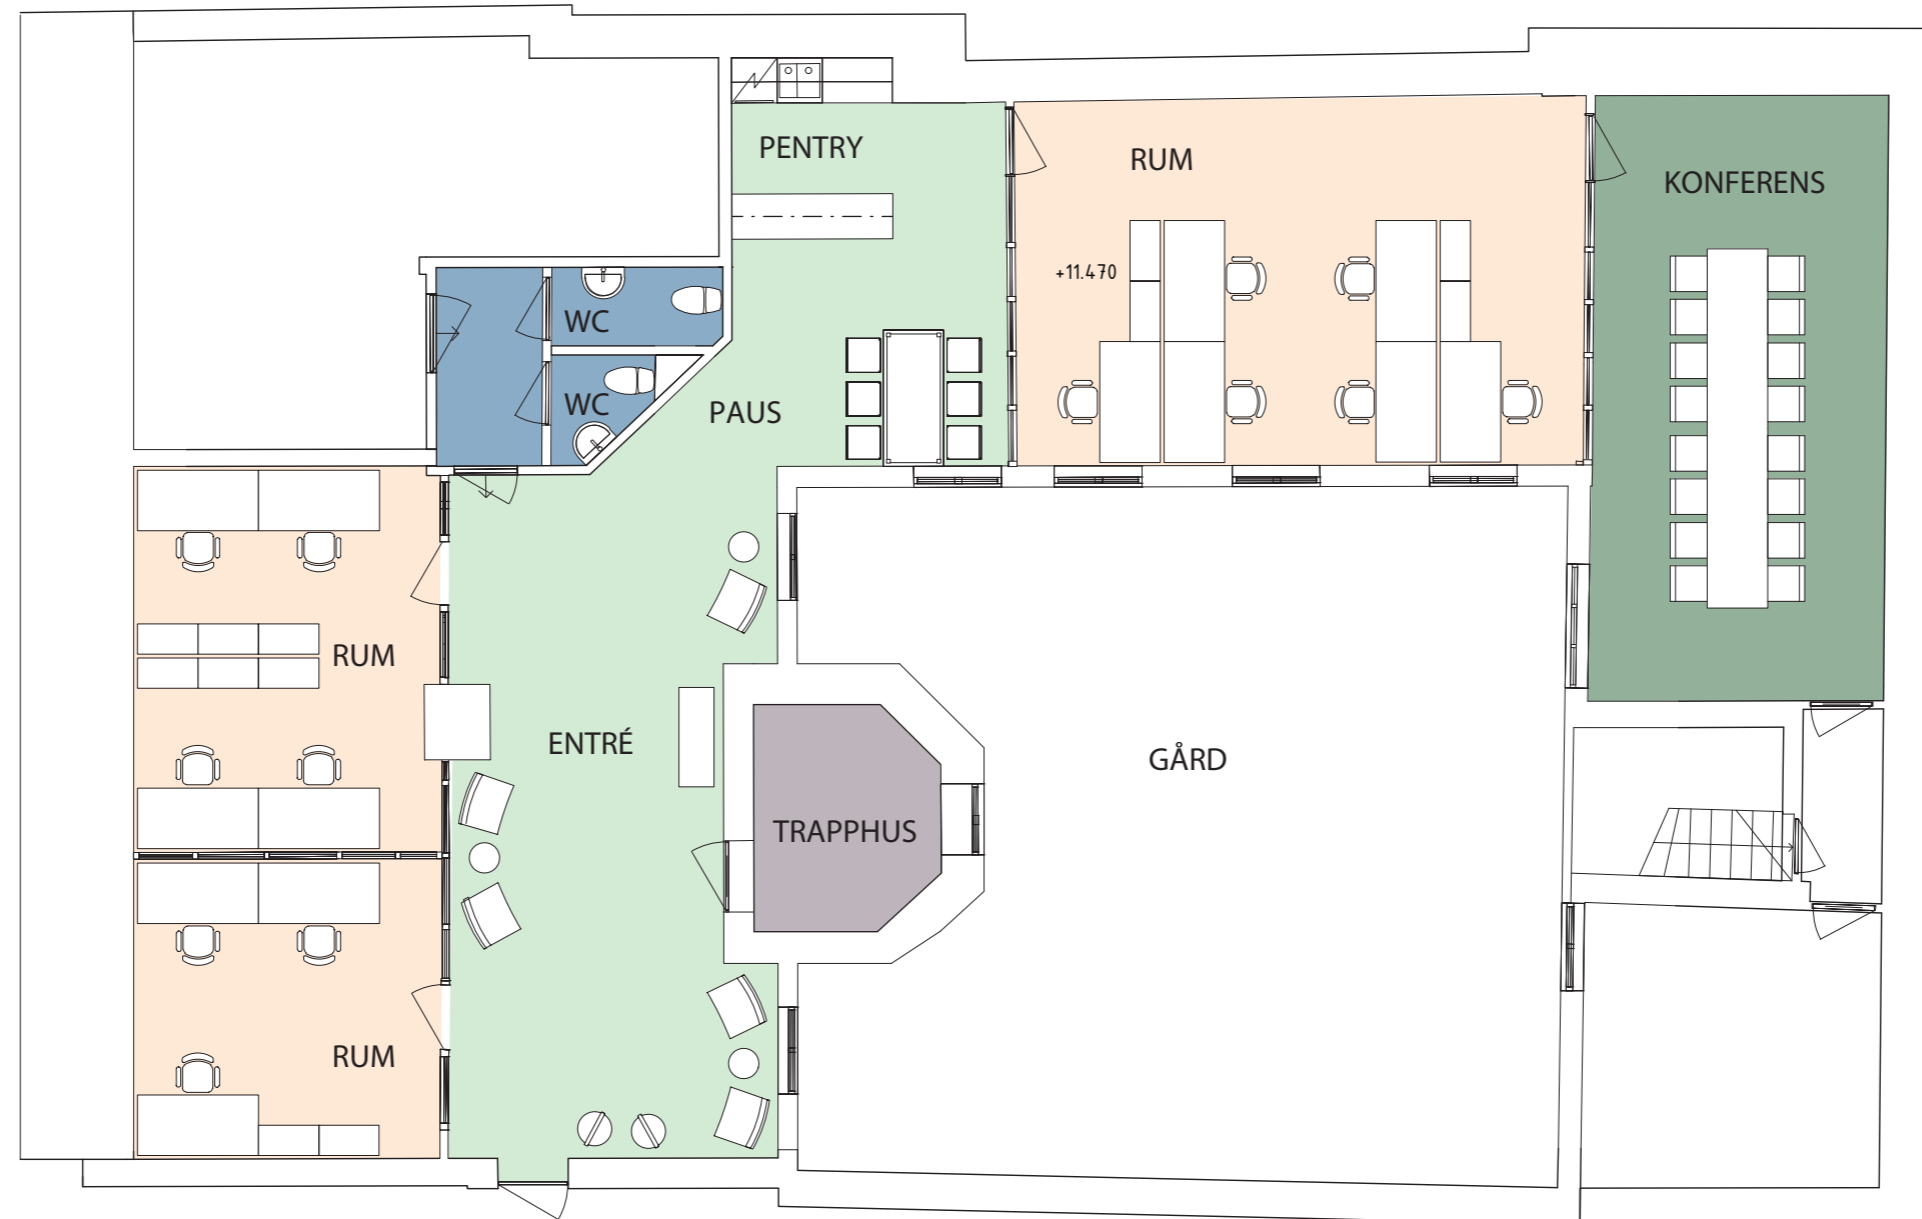 PENTRY
RUM
KONFERENS
+11.470
WC
WC
PAUS
RUM
ENTRÉ
GÅRD
TRAPPHUS
RUM